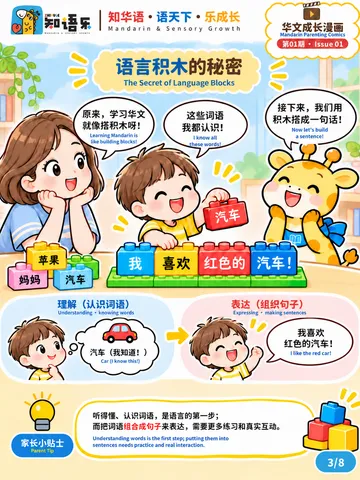 知语乐
知华语・语天下・乐成长
Mandarin & Sensory Growth
华文成长漫画
Mandarin Parenting Comics
第01期・Issue 01
语言积木的秘密
The Secret of Language Blocks
原来，学习华文
就像搭积木呀！
Learning Mandarin is
like building blocks!
这些词语
我都认识！
I know all
these words!
接下来，我们用
积木搭成一句话！
Now let's build
a sentence!
汽车
苹果
妈妈
汽车
我
喜欢
红色的
汽车！
理解（认识词语）
Understanding • knowing words
汽车（我知道！）
Car (I know this!)
表达（组织句子）
Expressing • making sentences
我喜欢
红色的汽车！
I like the red car!
家长小贴士
Parent Tip
听得懂、认识词语，是语言的第一步；
而把词语组合成句子来表达，需要更多练习和真实互动。
Understanding words is the first step; putting them into
sentences needs practice and real interaction.
3/8